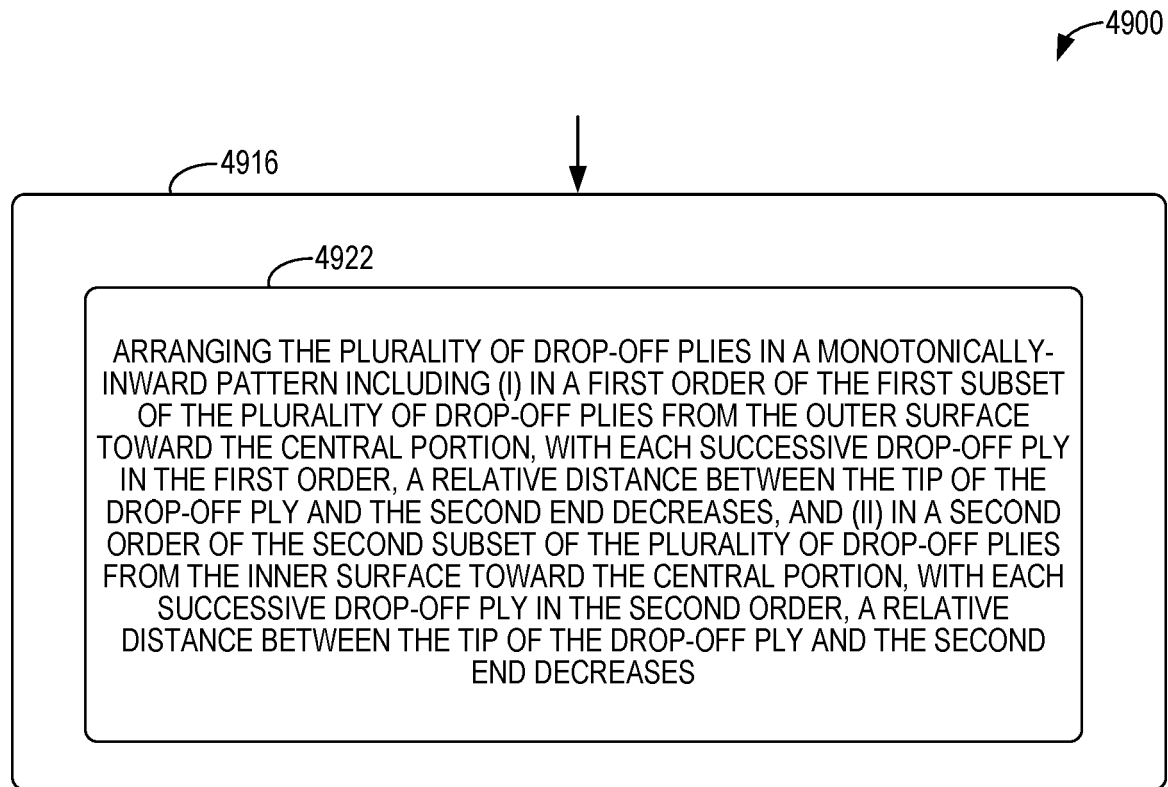 4900
4916
4922
ARRANGING THE PLURALITY OF DROP-OFF PLIES IN A MONOTONICALLY-
INWARD PATTERN INCLUDING (I) IN A FIRST ORDER OF THE FIRST SUBSET
OF THE PLURALITY OF DROP-OFF PLIES FROM THE OUTER SURFACE
TOWARD THE CENTRAL PORTION, WITH EACH SUCCESSIVE DROP-OFF PLY
IN THE FIRST ORDER, A RELATIVE DISTANCE BETWEEN THE TIP OF THE
DROP-OFF PLY AND THE SECOND END DECREASES, AND (II) IN A SECOND
ORDER OF THE SECOND SUBSET OF THE PLURALITY OF DROP-OFF PLIES
FROM THE INNER SURFACE TOWARD THE CENTRAL PORTION, WITH EACH
SUCCESSIVE DROP-OFF PLY IN THE SECOND ORDER, A RELATIVE
DISTANCE BETWEEN THE TIP OF THE DROP-OFF PLY AND THE SECOND
END DECREASES